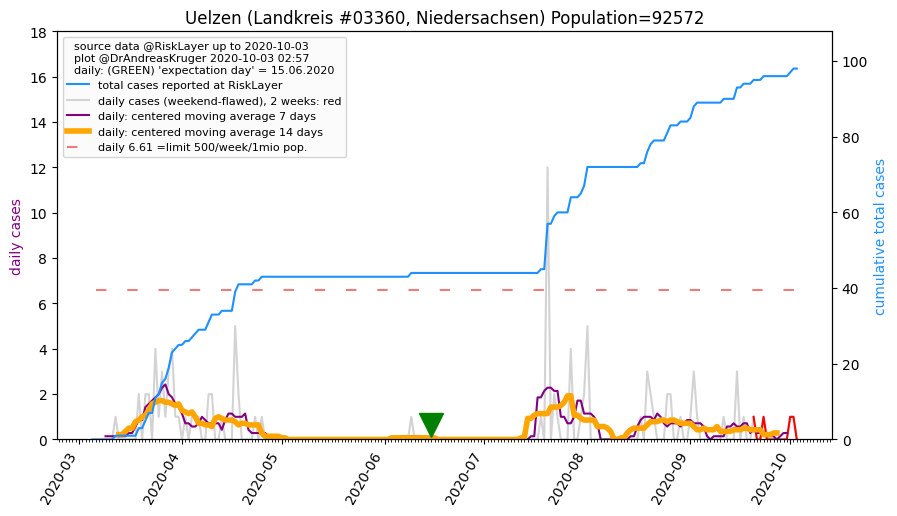 Uelzen (Landkreis #03360, Niedersachsen) Population=92572
source data @RiskLayer up to 2020-10-03
plot @DrAndreasKruger 2020-10-03 02:57
daily: (GREEN) 'expectation day' = 15.06.2020
total cases reported at RiskLayer
daily cases (weekend-flawed), 2 weeks: red
daily: centered moving average 7 days
daily: centered moving average 14 days
daily 6.61 =limit 500/week/1mio pop.
daily cases
18
16
14
12
10
8
6
4
2
0
cumulative total cases
100
80
60
40
20
0
2020-03
2020-04
2020-05
2020-06
2020-07
2020-08
2020-09
2020-10